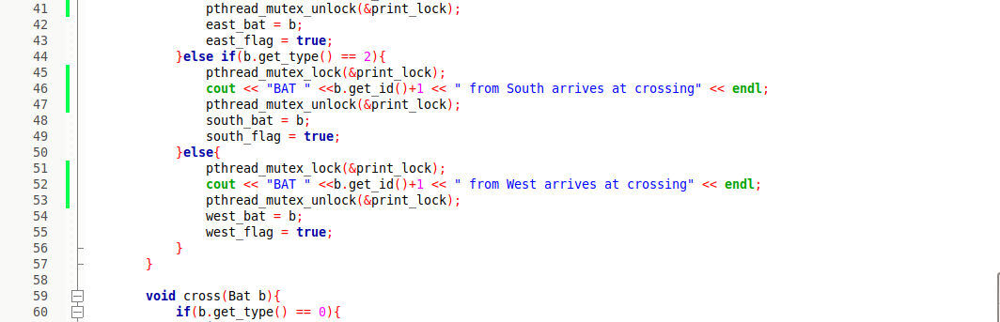 41 pthread_mutex_unlock(&print_lock);
42 east_bat = b;
43 east_flag = true;
44 }else if(b.get_type() == 2){
45 pthread_mutex_lock(&print_lock);
46 cout << "BAT " <<b.get_id()+1 << " from South arrives at crossing" << endl;
47 pthread_mutex_unlock(&print_lock);
48 south_bat = b;
49 south_flag = true;
50 }else{
51 pthread_mutex_lock(&print_lock);
52 cout << "BAT " <<b.get_id()+1 << " from West arrives at crossing" << endl;
53 pthread_mutex_unlock(&print_lock);
54 west_bat = b;
55 west_flag = true;
56 }
57 }
58
59 void cross(Bat b){
60 if(b.get_type() == 0){